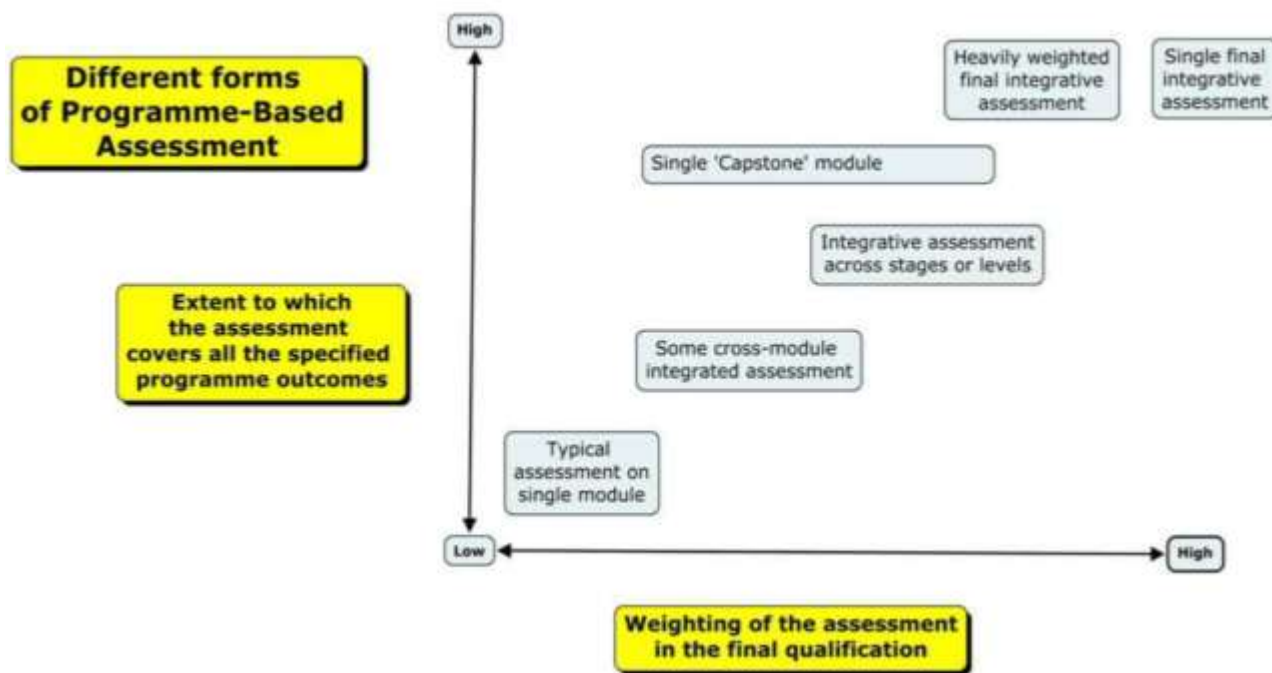 Different forms
of Programme-Based
Assessment
High
Heavily weighted
final integrative
assessment
Single final
integrative
assessment
Single 'Capstone' module
Integrative assessment
across stages or levels
Extent to which
the assessment
covers all the specified
programme outcomes
Some cross-module
integrated assessment
Typical
assessment on
single module
Low
High
Weighting of the assessment
in the final qualification